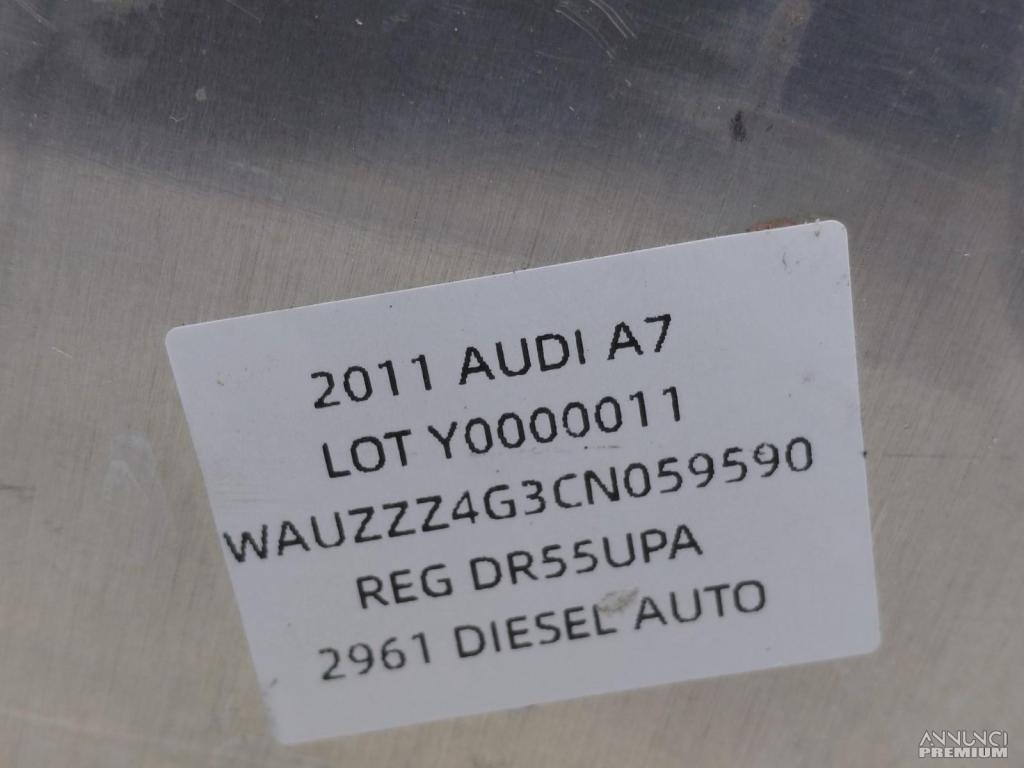 2011 AUDI A7
LOT Y0000011
WAUZZZ4G3CN059590
REG DR55UPA
2961 DIESEL AUTO
ANNUNCI
PREMIUM